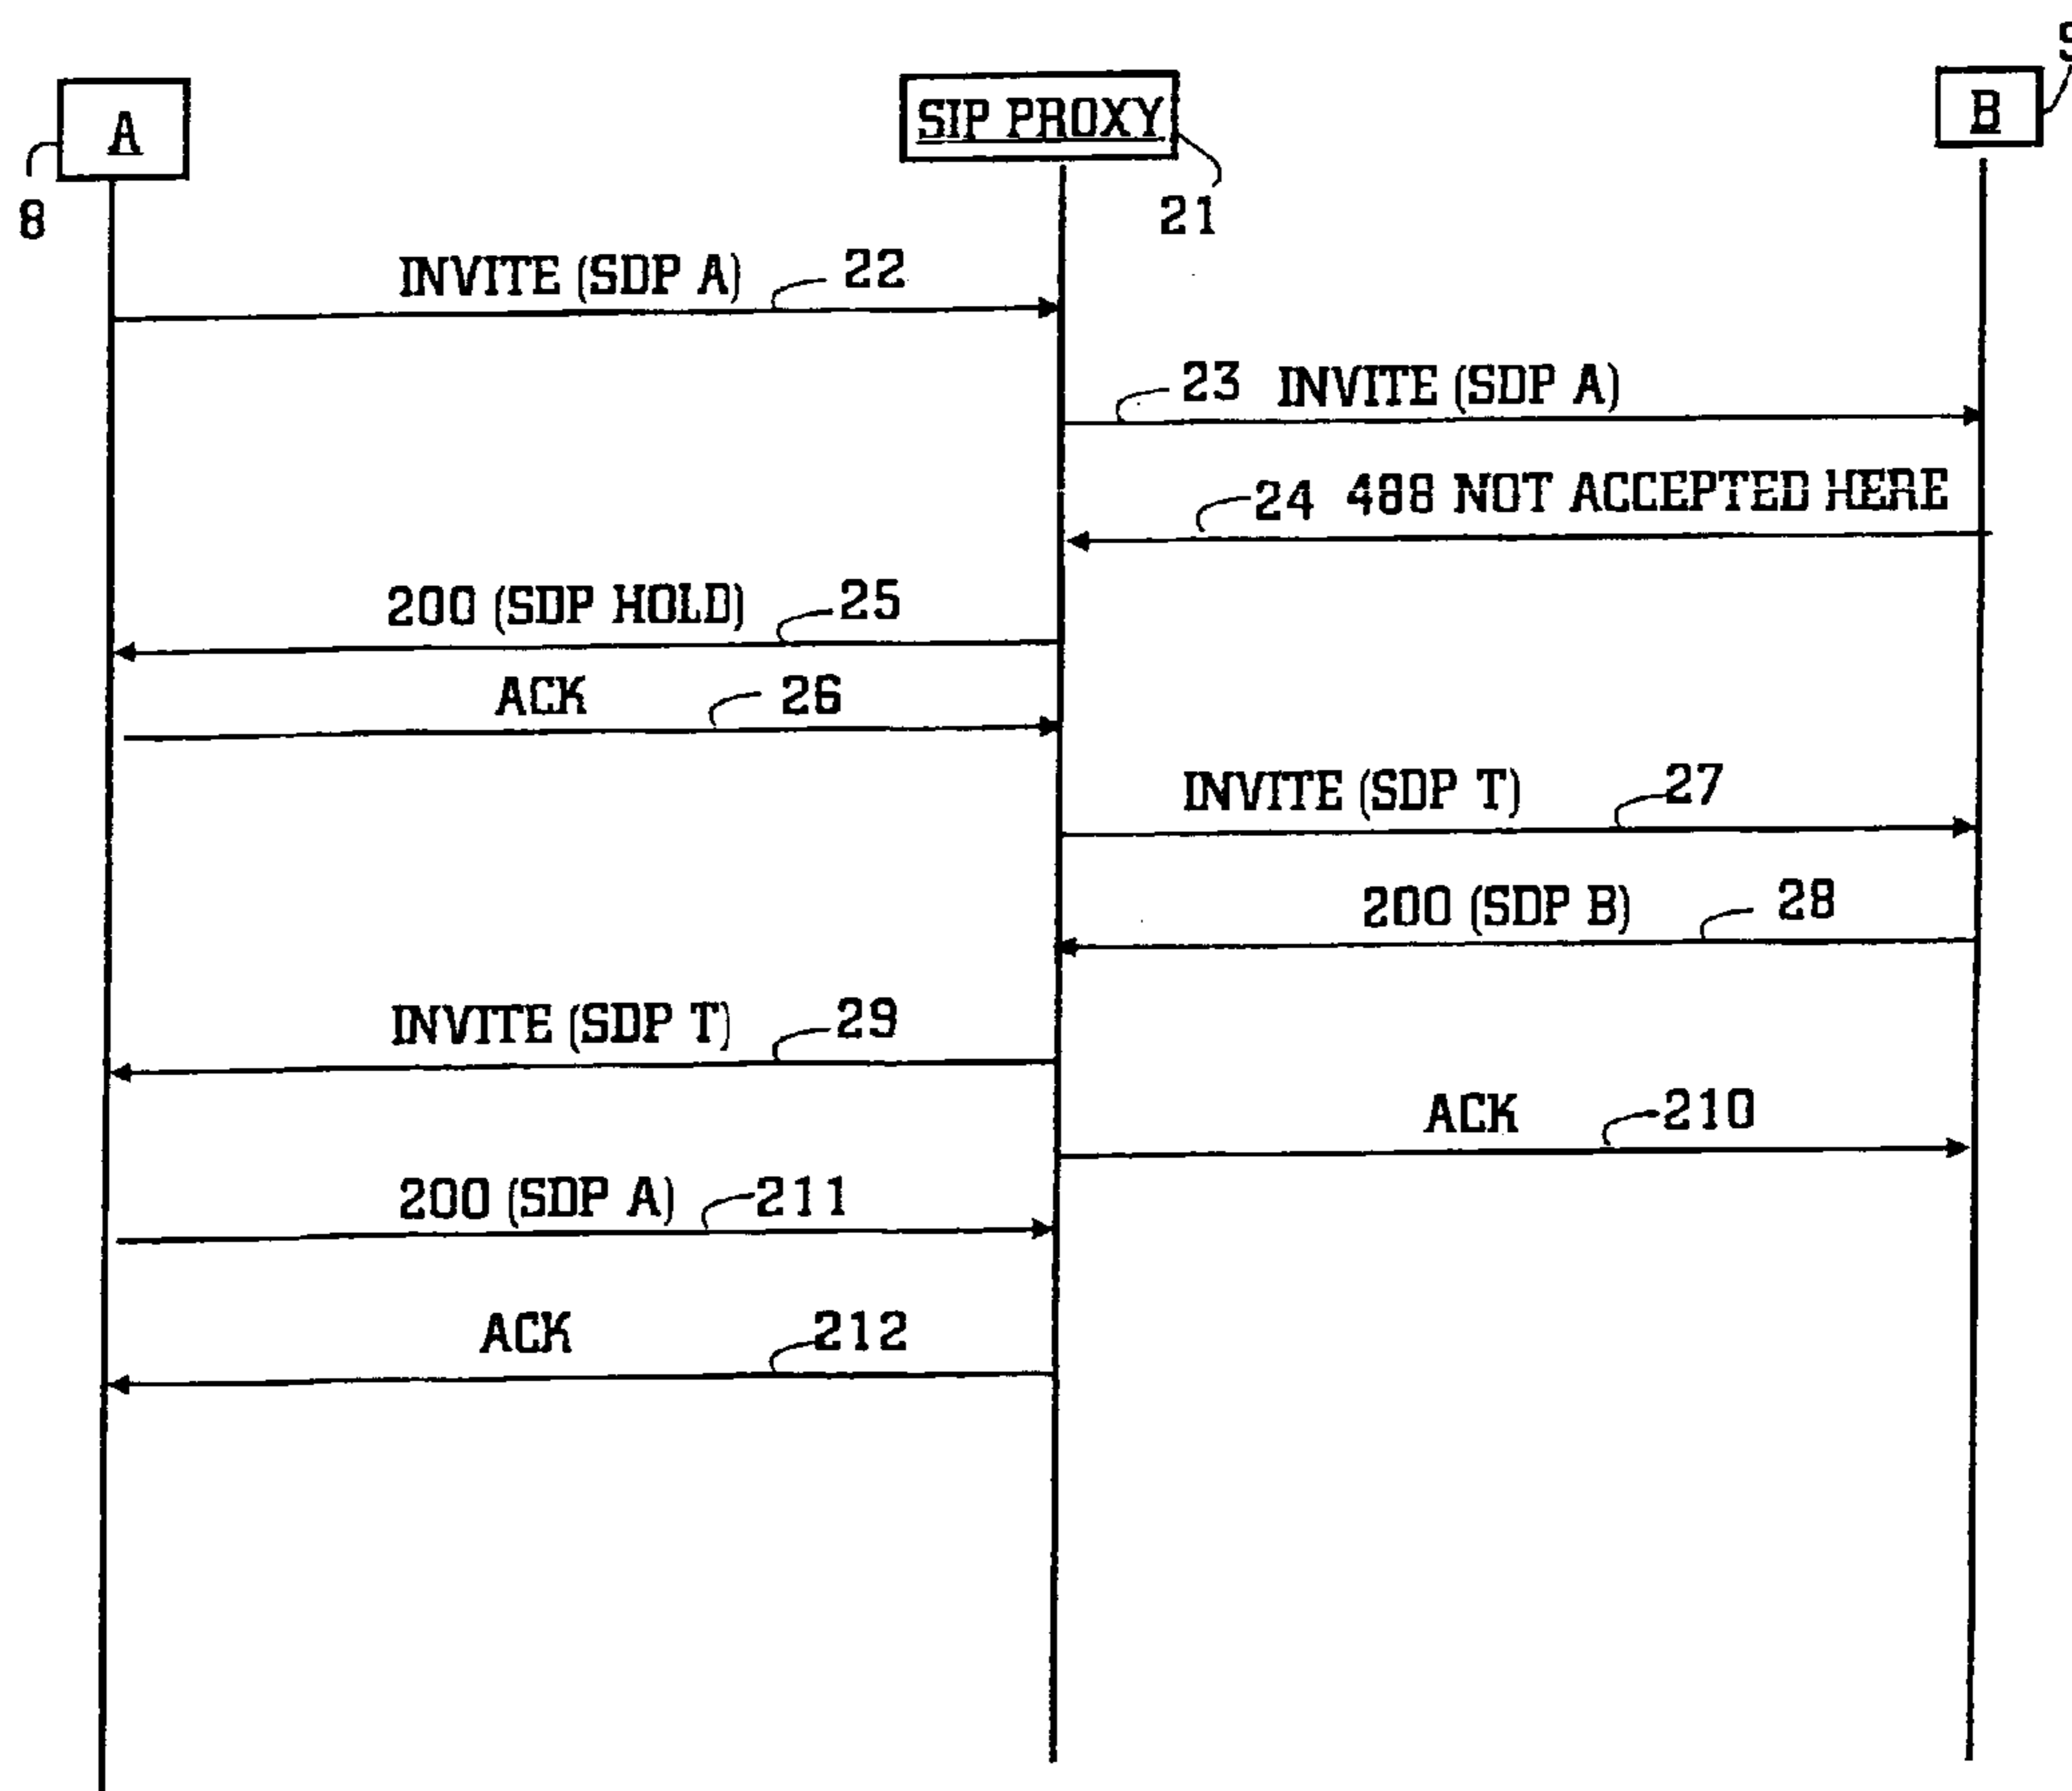 A
SIP PROXY
B
8
21
INVITE (SDP A) 22
23 INVITE (SDP A)
24 488 NOT ACCEPTED HERE
200 (SDP HOLD) 25
ACK 26
INVITE (SDP T) 27
200 (SDP B) 28
INVITE (SDP T) 29
ACK 210
200 (SDP A) 211
ACK 212